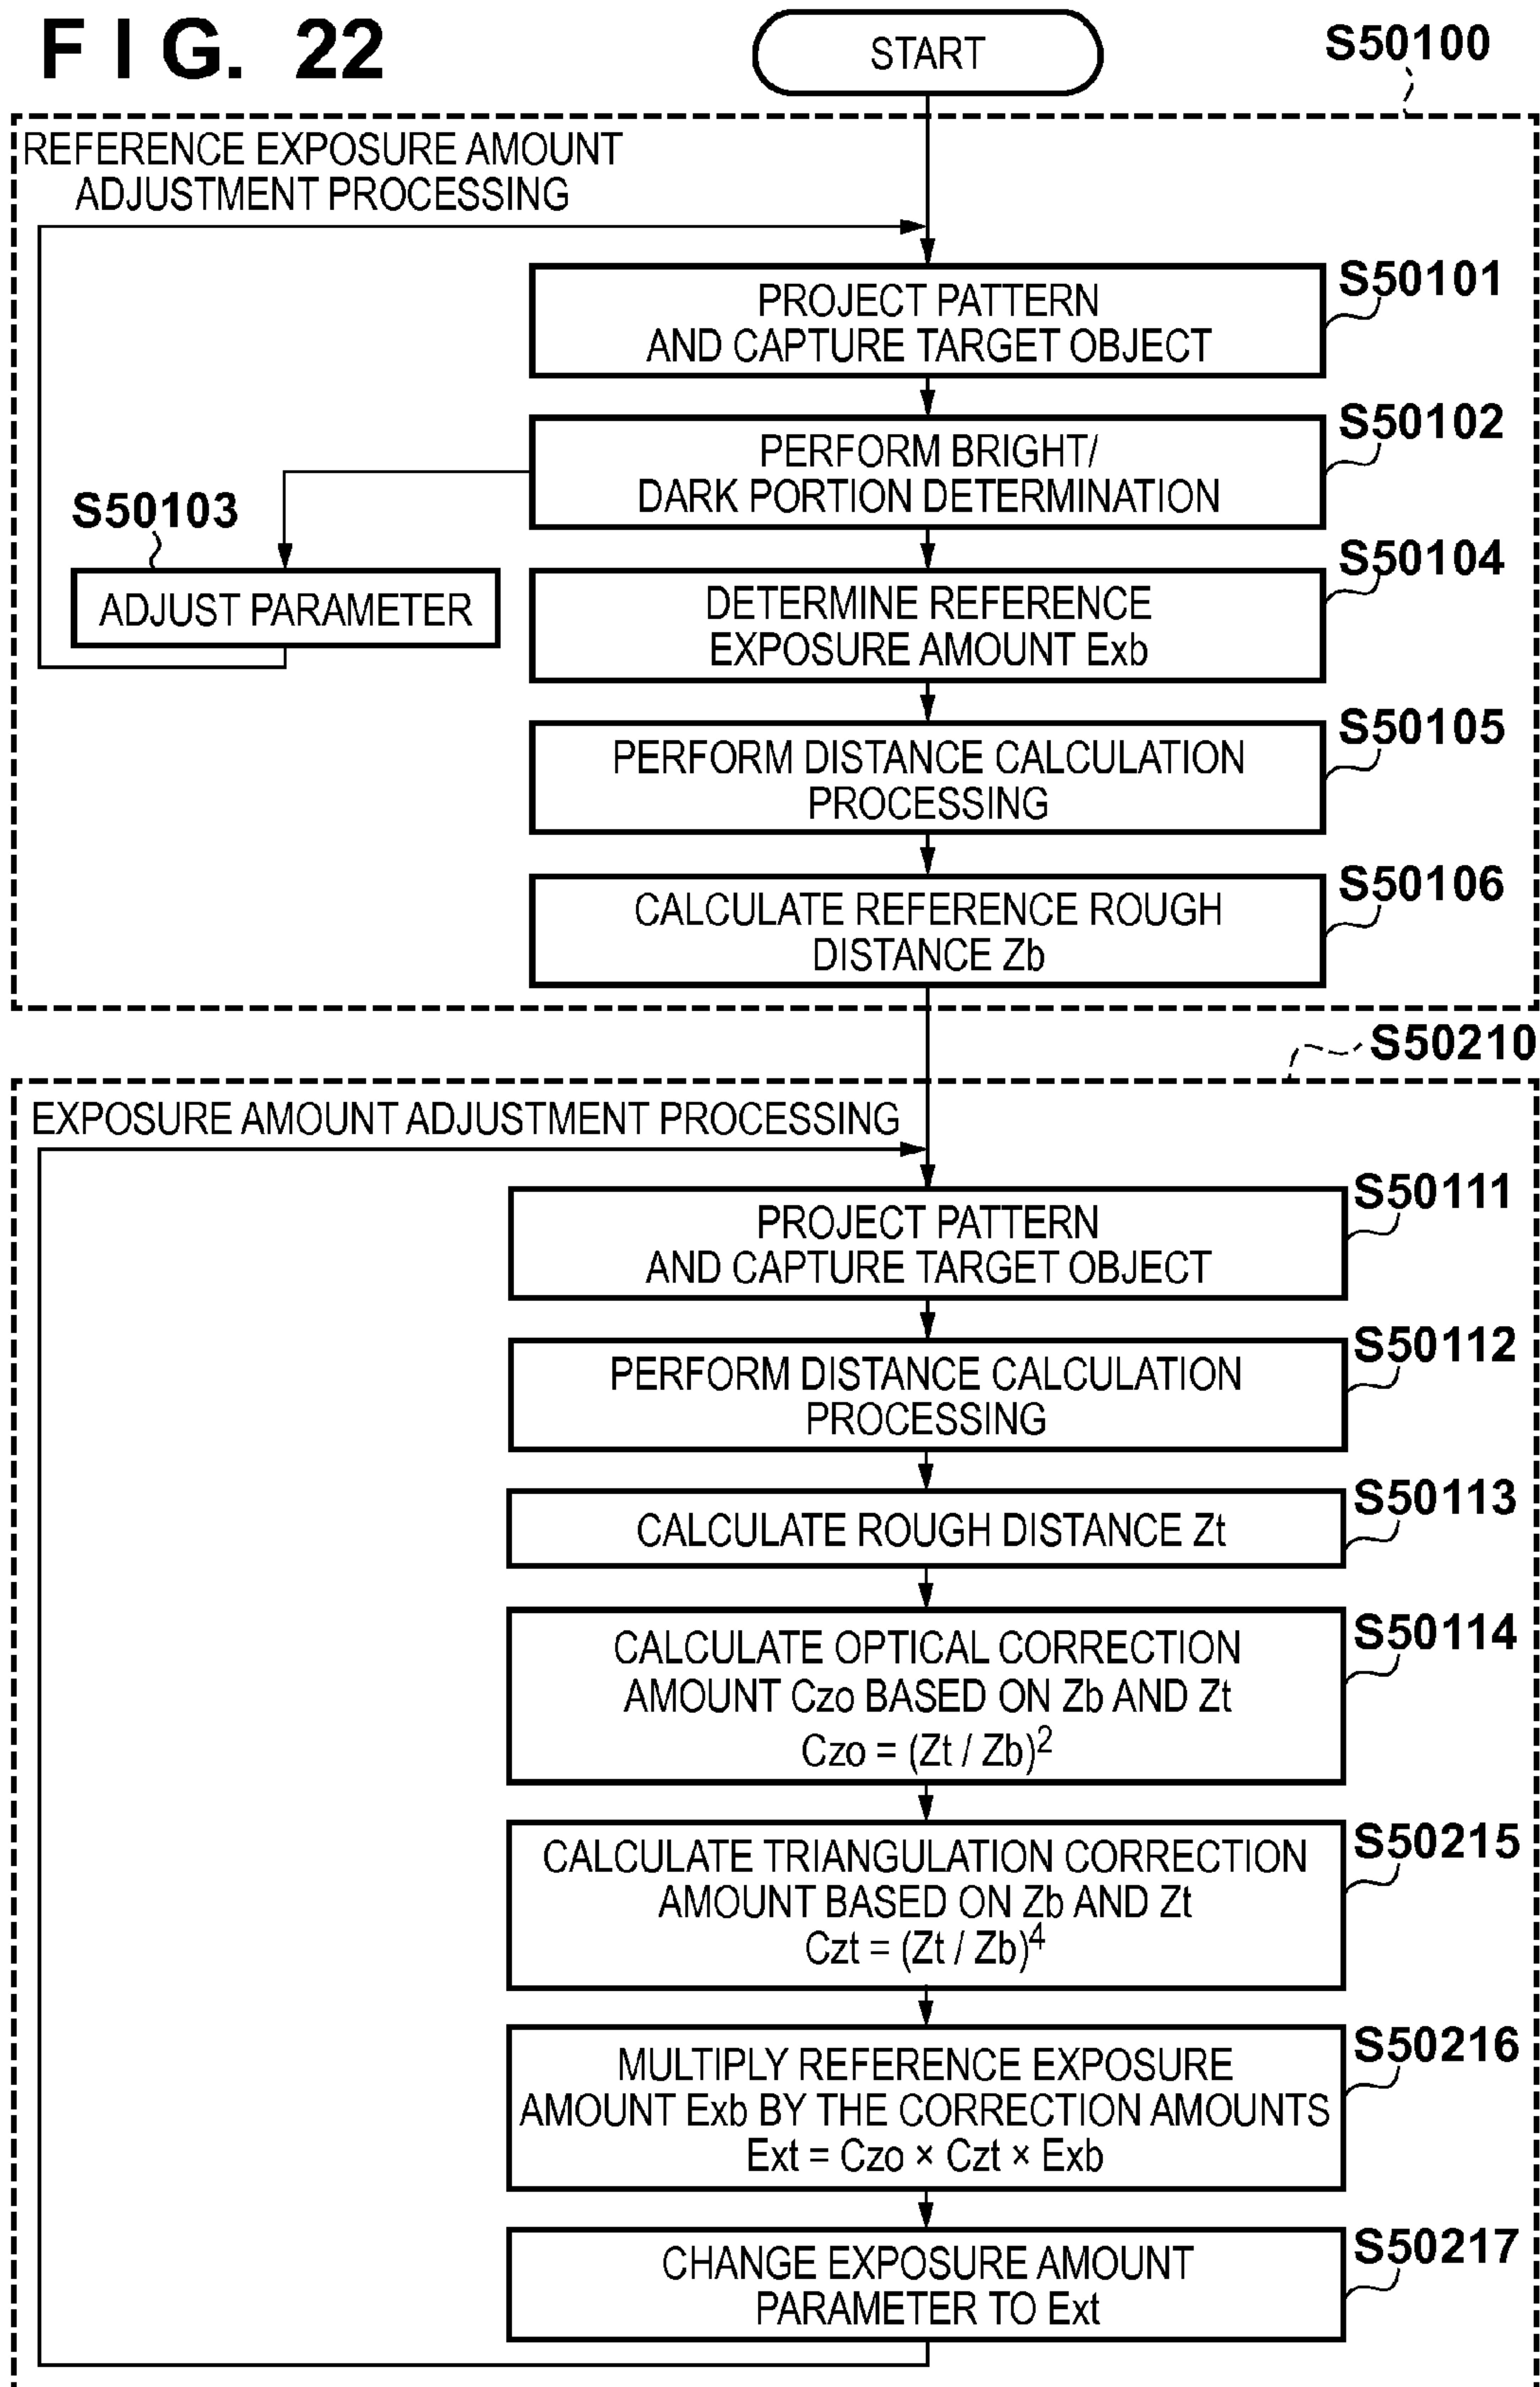 FIG. 22
START
S50100
REFERENCE EXPOSURE AMOUNT
ADJUSTMENT PROCESSING
S50101
PROJECT PATTERN
AND CAPTURE TARGET OBJECT
S50102
PERFORM BRIGHT/
DARK PORTION DETERMINATION
S50103
ADJUST PARAMETER
S50104
DETERMINE REFERENCE
EXPOSURE AMOUNT Exb
S50105
PERFORM DISTANCE CALCULATION
PROCESSING
S50106
CALCULATE REFERENCE ROUGH
DISTANCE Zb
S50210
EXPOSURE AMOUNT ADJUSTMENT PROCESSING
S50111
PROJECT PATTERN
AND CAPTURE TARGET OBJECT
S50112
PERFORM DISTANCE CALCULATION
PROCESSING
S50113
CALCULATE ROUGH DISTANCE Zt
S50114
CALCULATE OPTICAL CORRECTION
AMOUNT Czo BASED ON Zb AND Zt
Czo = (Zt / Zb)²
S50215
CALCULATE TRIANGULATION CORRECTION
AMOUNT BASED ON Zb AND Zt
Czt = (Zt / Zb)⁴
S50216
MULTIPLY REFERENCE EXPOSURE
AMOUNT Exb BY THE CORRECTION AMOUNTS
Ext = Czo × Czt × Exb
S50217
CHANGE EXPOSURE AMOUNT
PARAMETER TO Ext